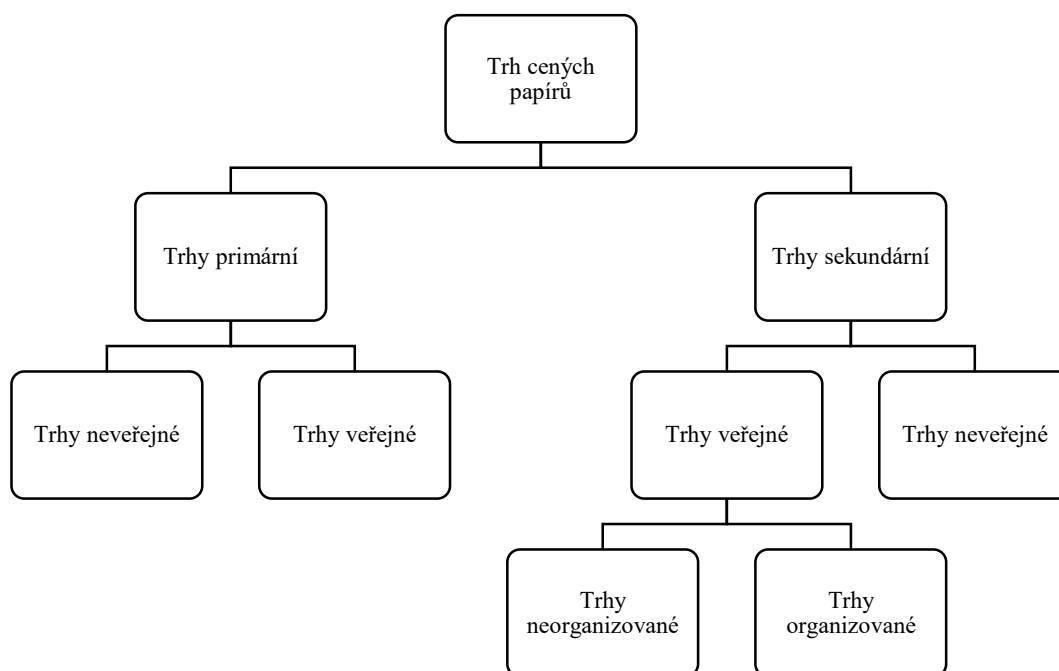 Trh cených
papírů
Trhy primární
Trhy sekundární
Trhy neveřejné
Trhy veřejné
Trhy veřejné
Trhy neveřejné
Trhy
neorganizované
Trhy
organizované